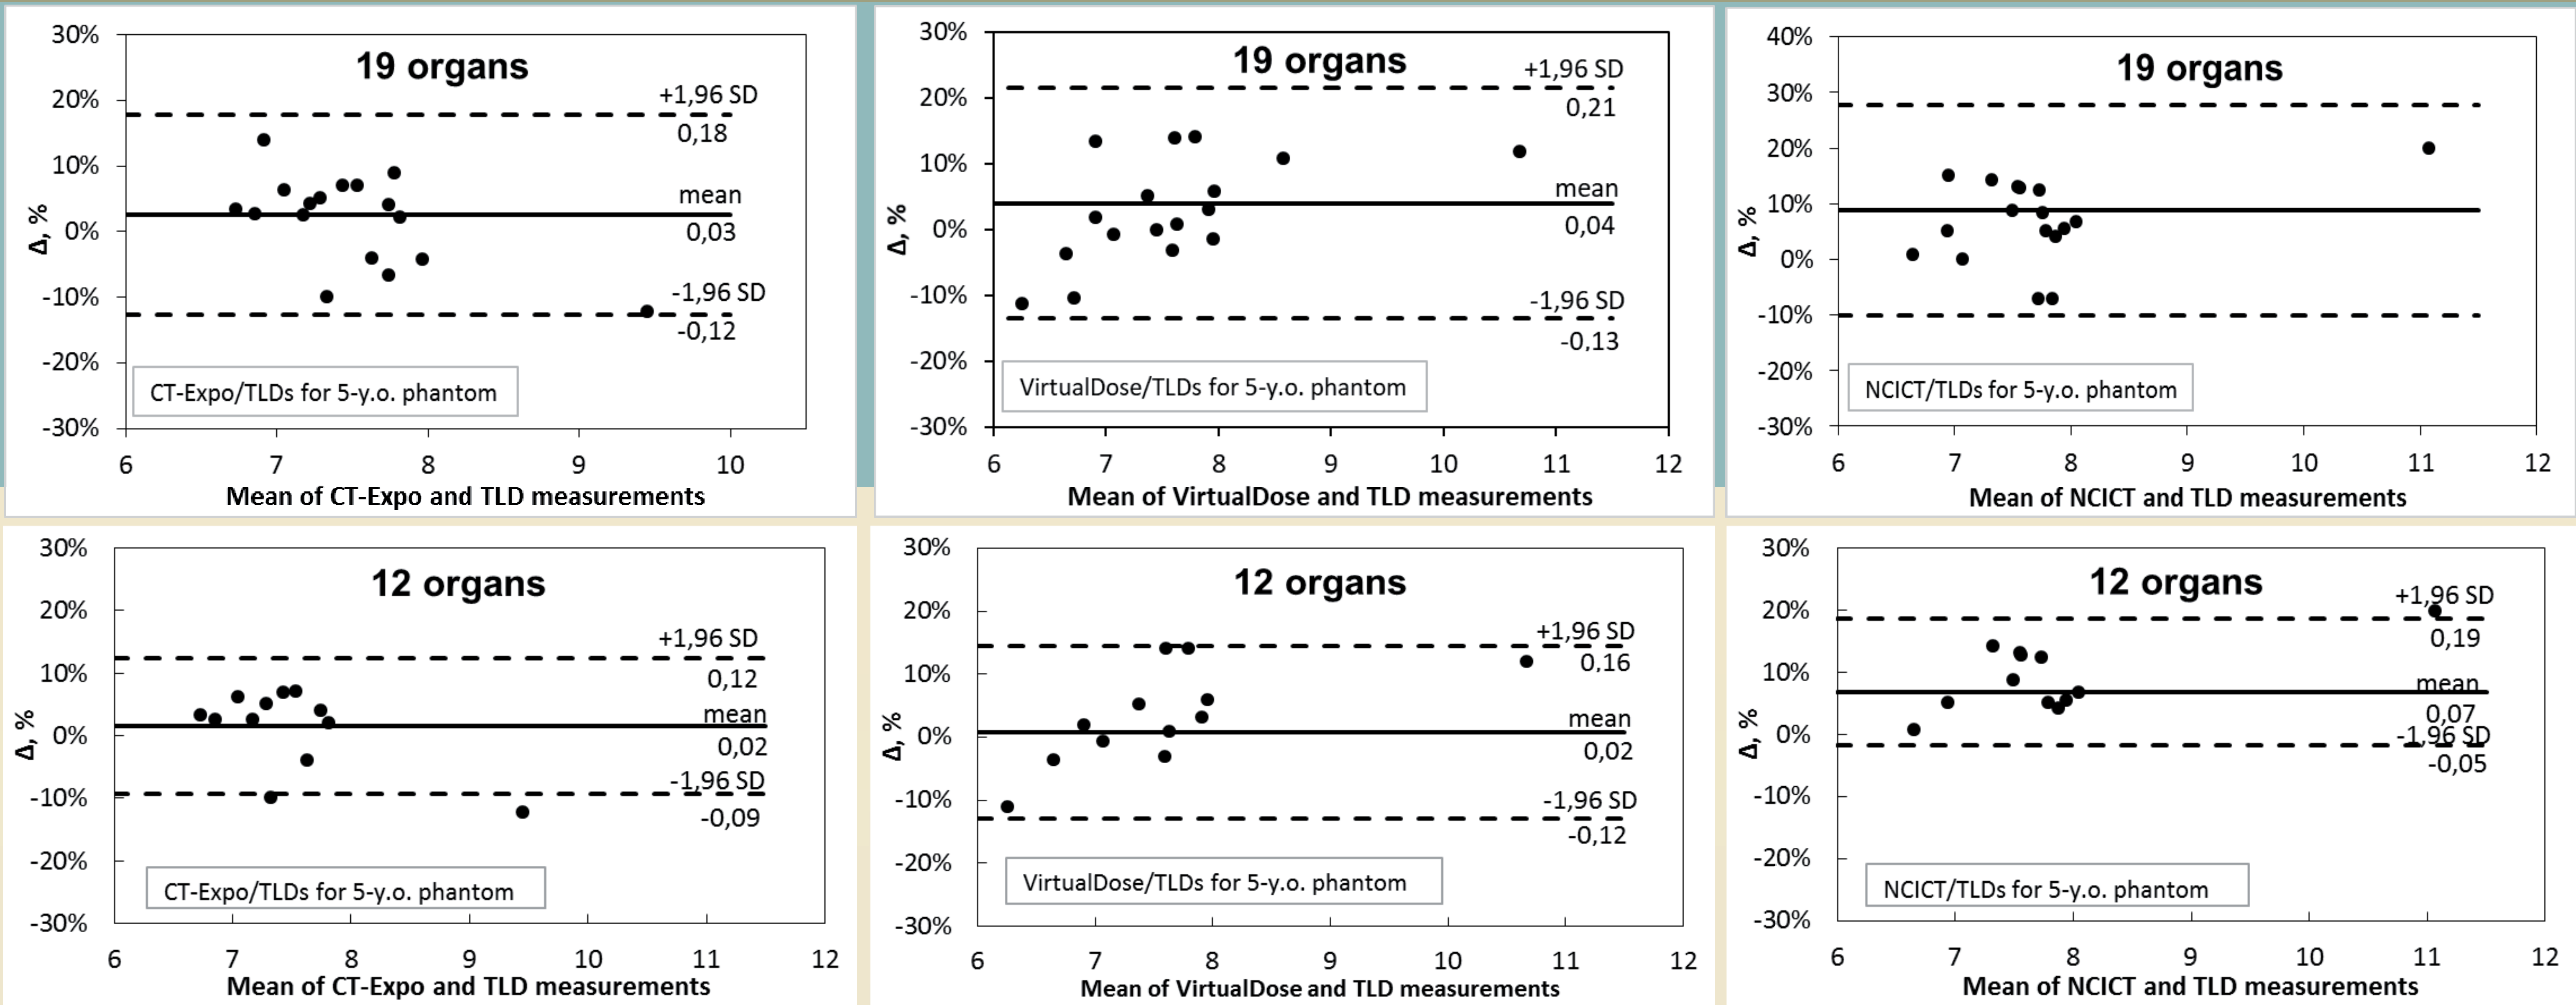 19 organs
30%
20%
10%
0%
-10%
-20%
-30%
Δ, %
+1,96 SD
0,18
mean
0,03
-1,96 SD
-0,12
CT-Expo/TLDs for 5-y.o. phantom
6 7 8 9 10
Mean of CT-Expo and TLD measurements
19 organs
30%
20%
10%
0%
-10%
-20%
-30%
Δ, %
+1,96 SD
0,21
mean
0,04
-1,96 SD
-0,13
VirtualDose/TLDs for 5-y.o. phantom
6 7 8 9 10 11 12
Mean of VirtualDose and TLD measurements
19 organs
40%
30%
20%
10%
0%
-10%
-20%
-30%
Δ, %
NCICT/TLDs for 5-y.o. phantom
6 7 8 9 10 11 12
Mean of NCICT and TLD measurements
12 organs
30%
20%
10%
0%
-10%
-20%
-30%
Δ, %
+1,96 SD
0,12
mean
0,02
-1,96 SD
-0,09
CT-Expo/TLDs for 5-y.o. phantom
6 7 8 9 10 11 12
Mean of CT-Expo and TLD measurements
12 organs
30%
20%
10%
0%
-10%
-20%
-30%
Δ, %
+1,96 SD
0,16
mean
0,02
-1,96 SD
-0,12
VirtualDose/TLDs for 5-y.o. phantom
6 7 8 9 10 11 12
Mean of VirtualDose and TLD measurements
12 organs
30%
20%
10%
0%
-10%
-20%
-30%
Δ, %
+1,96 SD
0,19
mean
0,07
-1,96 SD
-0,05
NCICT/TLDs for 5-y.o. phantom
6 7 8 9 10 11 12
Mean of NCICT and TLD measurements